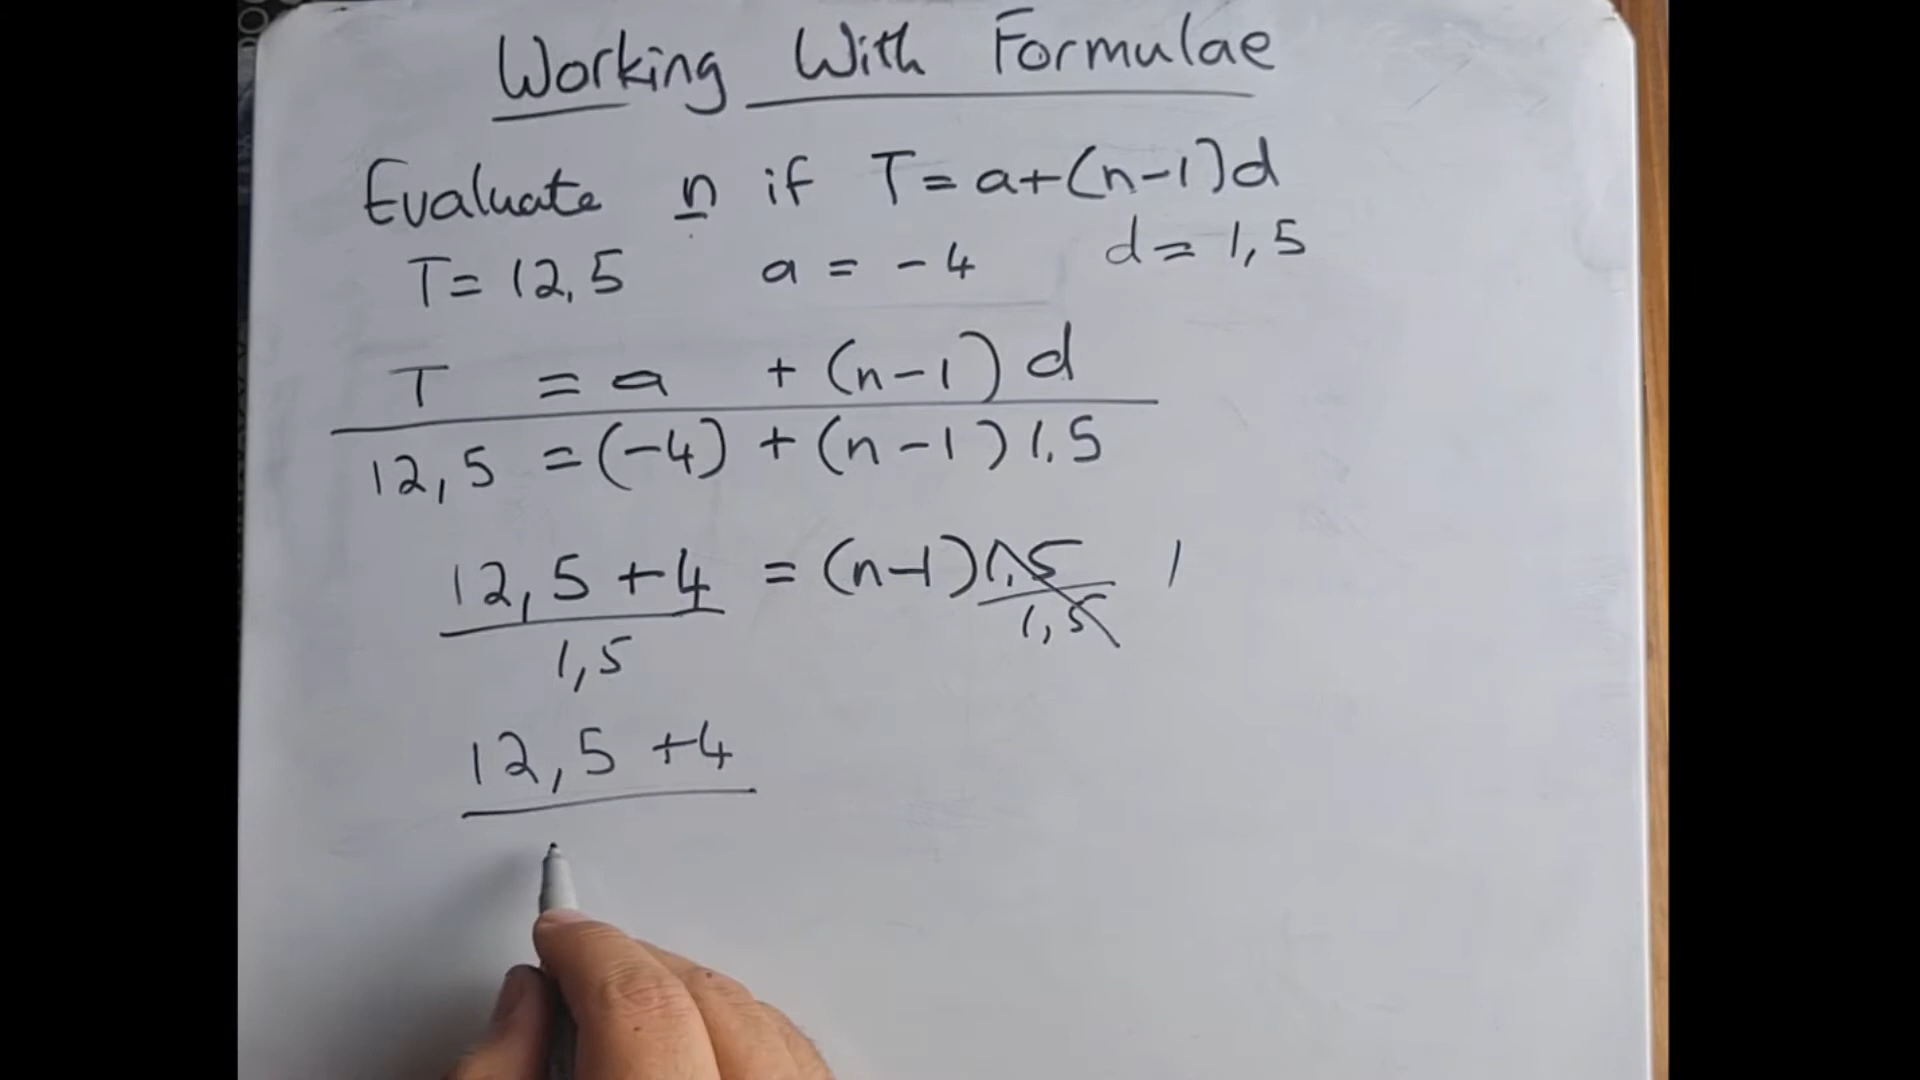 Working With Formulae
Evaluate n if T=a+(n-1)d
T=12,5 a = -4 d=1,5
T = a + (n-1) d
12,5 =(-4) + (n-1) 1,5
12,5+4 = (n-1)1,5 1
1,5 1,5
12,5 +4